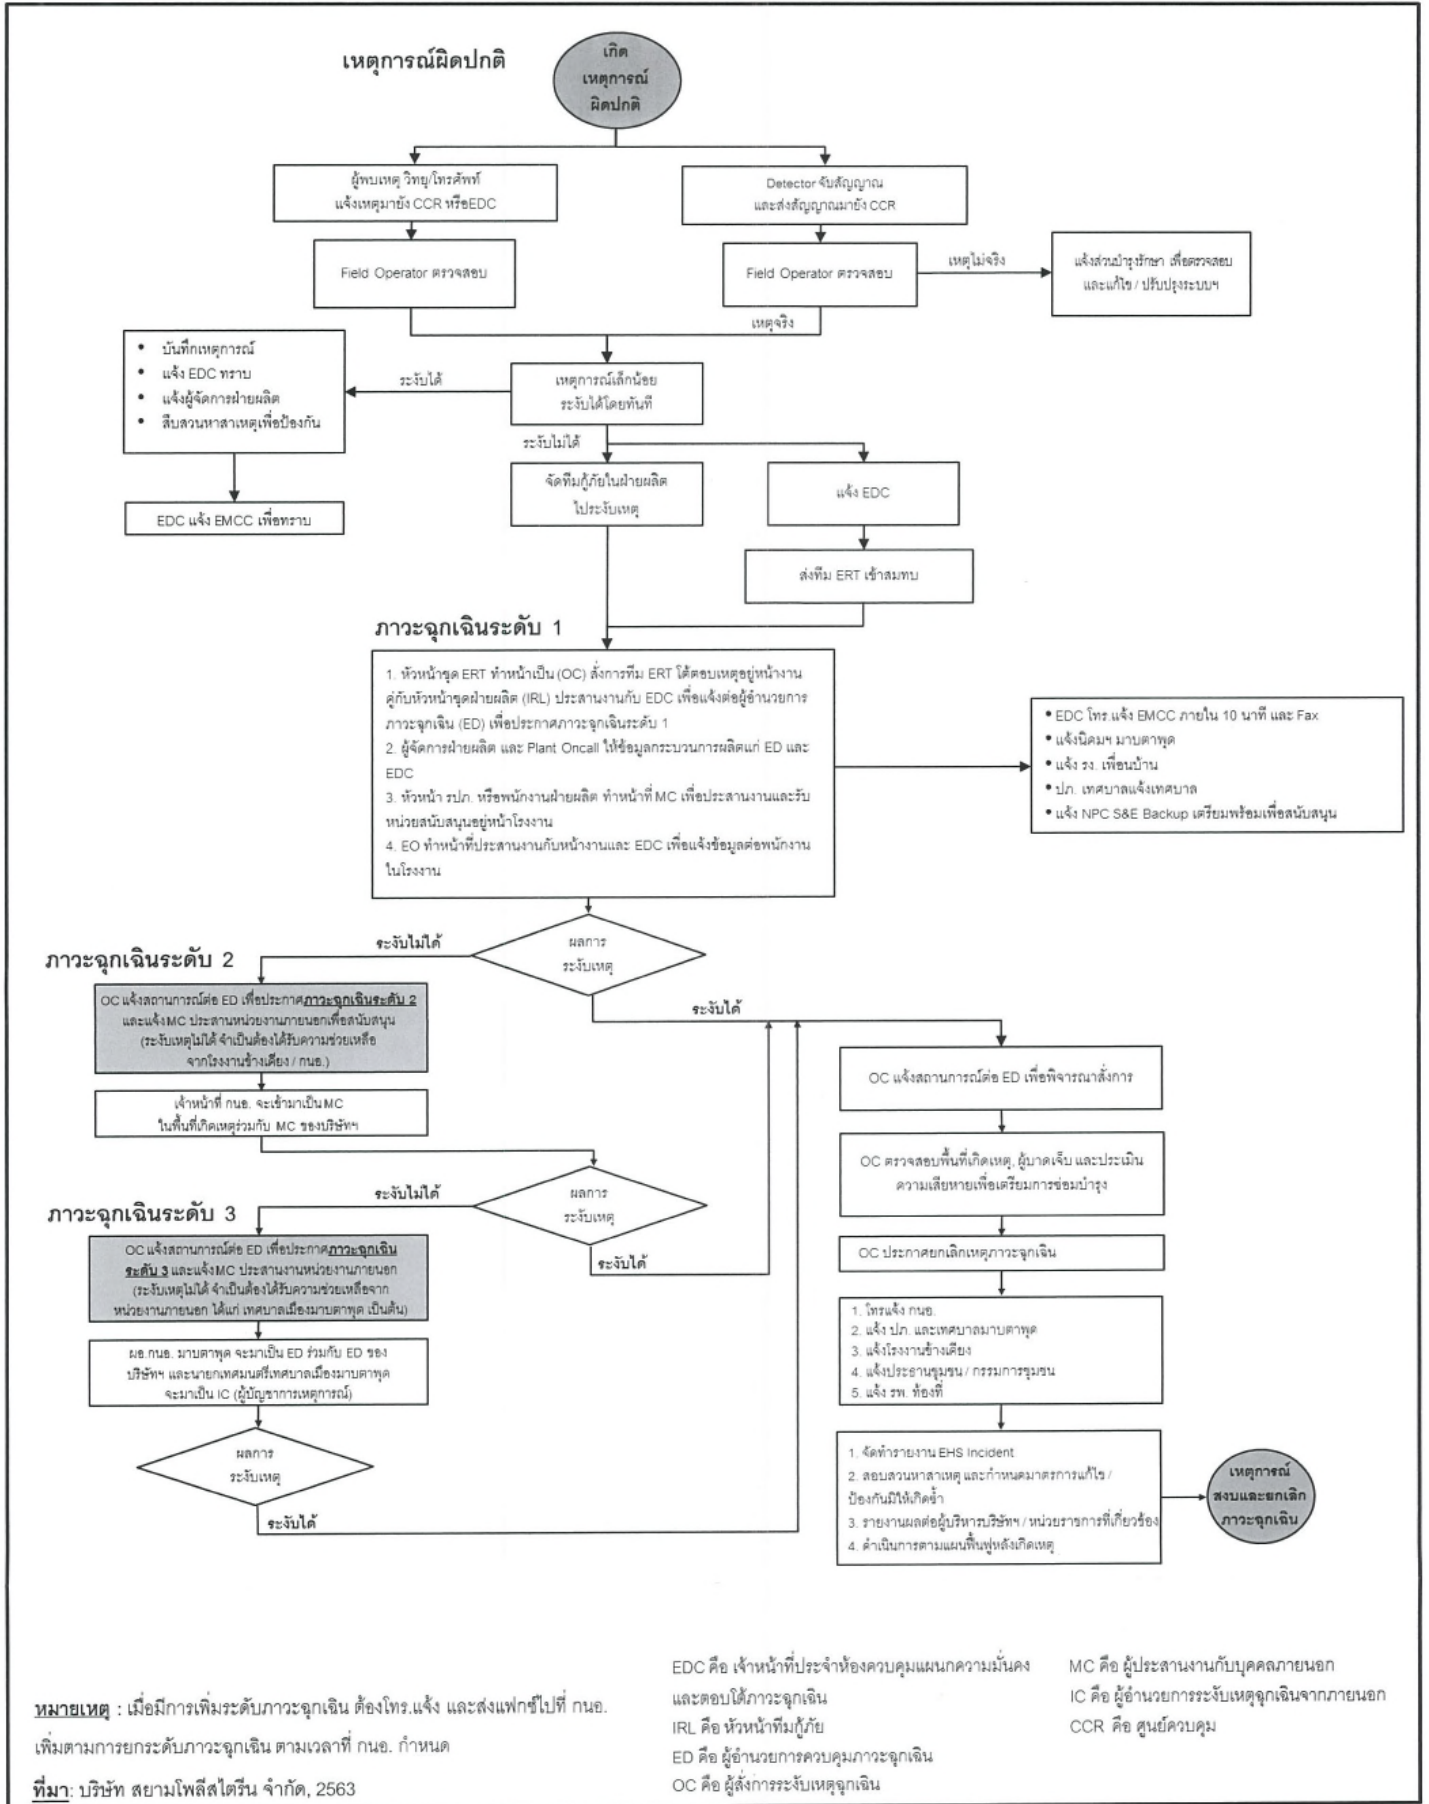 เหตุการณ์ผิดปกติ
เกิด
เหตุการณ์
ผิดปกติ
ผู้พบเหตุ วิทยุ/โทรศัพท์
แจ้งเหตุมายัง CCR หรือEDC
Detector จับสัญญาณ
และส่งสัญญาณมายัง CCR
Field Operator ตรวจสอบ
Field Operator ตรวจสอบ
เหตุไม่จริง
แจ้งส่วนบำรุงรักษา เพื่อตรวจสอบ
และแก้ไข / ปรับปรุงระบบฯ
เหตุจริง
• บันทึกเหตุการณ์
• แจ้ง EDC ทราบ
• แจ้งผู้จัดการฝ่ายผลิต
• สืบสวนหาสาเหตุเพื่อป้องกัน
ระงับได้
เหตุการณ์เล็กน้อย
ระงับได้โดยทันที
ระงับไม่ได้
EDC แจ้ง EMCC เพื่อทราบ
จัดทีมกู้ภัยในฝ่ายผลิต
ไประงับเหตุ
แจ้ง EDC
ส่งทีม ERT เข้าสมทบ
ภาวะฉุกเฉินระดับ 1
1. หัวหน้าชุด ERT ทำหน้าเป็น (OC) สั่งการทีม ERT โต้ตอบเหตุอยู่หน้างาน
คู่กับหัวหน้าชุดฝ่ายผลิต (IRL) ประสานงานกับ EDC เพื่อแจ้งต่อผู้อำนวยการ
ภาวะฉุกเฉิน (ED) เพื่อประกาศภาวะฉุกเฉินระดับ 1
2. ผู้จัดการฝ่ายผลิต และ Plant Oncall ให้ข้อมูลกระบวนการผลิตแก่ ED และ
EDC
3. หัวหน้า รปภ. หรือพนักงานฝ่ายผลิต ทำหน้าที่ MC เพื่อประสานงานและรับ
หน่วยสนับสนุนอยู่หน้าโรงงาน
4. EO ทำหน้าที่ประสานงานกับหน้างานและ EDC เพื่อแจ้งข้อมูลต่อพนักงาน
ในโรงงาน
• EDC โทร.แจ้ง EMCC ภายใน 10 นาที และ Fax
• แจ้งนิคมฯ มาบตาพุด
• แจ้ง รง. เพื่อนบ้าน
• ปภ. เทศบาลแจ้งเทศบาล
• แจ้ง NPC S&E Backup เตรียมพร้อมเพื่อสนับสนุน
ผลการ
ระงับเหตุ
ระงับไม่ได้
ระงับได้
ภาวะฉุกเฉินระดับ 2
OC แจ้งสถานการณ์ต่อ ED เพื่อประกาศภาวะฉุกเฉินระดับ 2
และแจ้ง MC ประสานหน่วยงานภายนอกเพื่อสนับสนุน
(ระงับเหตุไม่ได้ จำเป็นต้องได้รับความช่วยเหลือ
จากโรงงานข้างเคียง / กนอ.)
เจ้าหน้าที่ กนอ. จะเข้ามาเป็น MC
ในพื้นที่เกิดเหตุร่วมกับ MC ของบริษัทฯ
ผลการ
ระงับเหตุ
ระงับไม่ได้
ระงับได้
ภาวะฉุกเฉินระดับ 3
OC แจ้งสถานการณ์ต่อ ED เพื่อประกาศภาวะฉุกเฉิน
ระดับ 3 และแจ้ง MC ประสานงานหน่วยงานภายนอก
(ระงับเหตุไม่ได้ จำเป็นต้องได้รับความช่วยเหลือจาก
หน่วยงานภายนอก ได้แก่ เทศบาลเมืองมาบตาพุด เป็นต้น)
ผอ.กนอ. มาบตาพุด จะมาเป็น ED ร่วมกับ ED ของ
บริษัทฯ และนายกเทศมนตรีเทศบาลเมืองมาบตาพุด
จะมาเป็น IC (ผู้บัญชาการเหตุการณ์)
ผลการ
ระงับเหตุ
ระงับได้
OC แจ้งสถานการณ์ต่อ ED เพื่อพิจารณาสั่งการ
OC ตรวจสอบพื้นที่เกิดเหตุ, ผู้บาดเจ็บ และประเมิน
ความเสียหายเพื่อเตรียมการซ่อมบำรุง
OC ประกาศยกเลิกเหตุภาวะฉุกเฉิน
1. โทรแจ้ง กนอ.
2. แจ้ง ปภ. และเทศบาลมาบตาพุด
3. แจ้งโรงงานข้างเคียง
4. แจ้งประธานชุมชน / กรรมการชุมชน
5. แจ้ง รพ. ท้องที่
1. จัดทำรายงาน EHS Incident
2. สอบสวนหาสาเหตุ และกำหนดมาตรการแก้ไข /
ป้องกันมิให้เกิดซ้ำ
3. รายงานผลต่อผู้บริหารบริษัทฯ / หน่วยราชการที่เกี่ยวข้อง
4. ดำเนินการตามแผนฟื้นฟูหลังเกิดเหตุ
เหตุการณ์
สงบและยกเลิก
ภาวะฉุกเฉิน
หมายเหตุ : เมื่อมีการเพิ่มระดับภาวะฉุกเฉิน ต้องโทร.แจ้ง และส่งแฟกซ์ไปที่ กนอ.
เพิ่มตามการยกระดับภาวะฉุกเฉิน ตามเวลาที่ กนอ. กำหนด
ที่มา: บริษัท สยามโพลีสไตรีน จำกัด, 2563
EDC คือ เจ้าหน้าที่ประจำห้องควบคุมแผนกความมั่นคง
และตอบโต้ภาวะฉุกเฉิน
IRL คือ หัวหน้าทีมกู้ภัย
ED คือ ผู้อำนวยการควบคุมภาวะฉุกเฉิน
OC คือ ผู้สั่งการระงับเหตุฉุกเฉิน
MC คือ ผู้ประสานงานกับบุคคลภายนอก
IC คือ ผู้อำนวยการระงับเหตุฉุกเฉินจากภายนอก
CCR คือ ศูนย์ควบคุม